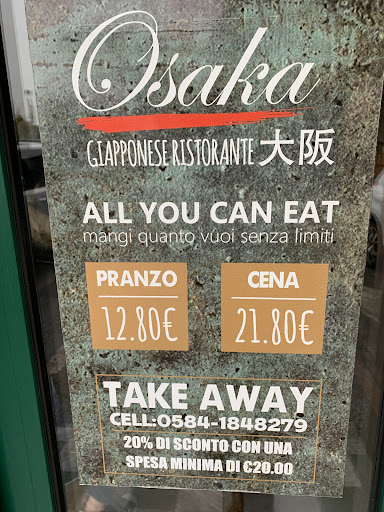 Osaka
GIAPPONESE RISTORANTE 大阪
ALL YOU CAN EAT
mangi quanto vuoi senza limiti
PRANZO
12.80€
CENA
21.80€
TAKE AWAY
CELL:0584-1848279
20% DI SCONTO CON UNA
SPESA MINIMA DI €20.00